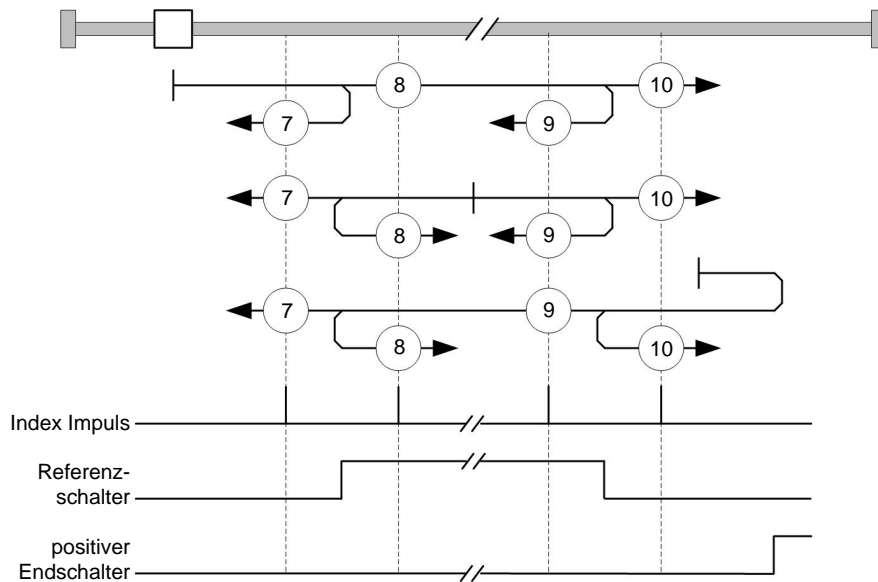 8
10
7
9
7
10
8
9
7
9
8
10
Index Impuls
Referenz-
schalter
positiver
Endschalter